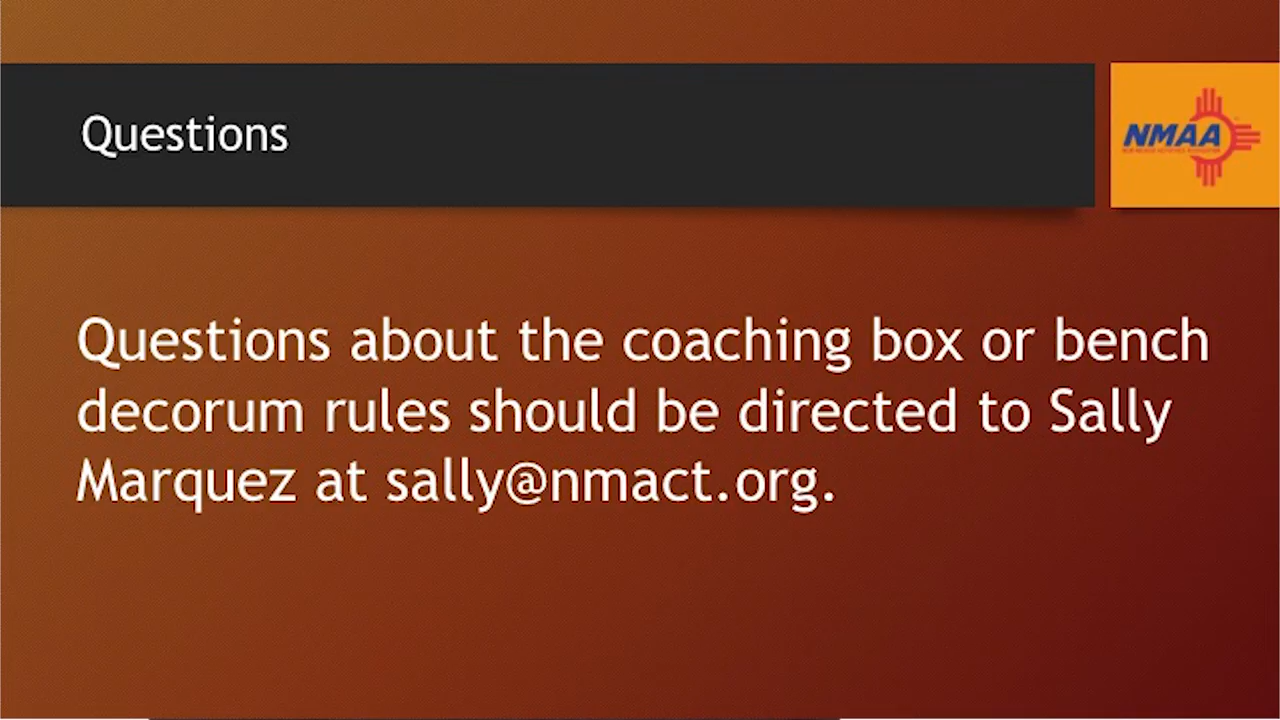 Questions
NMAA
Questions about the coaching box or bench
decorum rules should be directed to Sally
Marquez at sally@nmact.org.